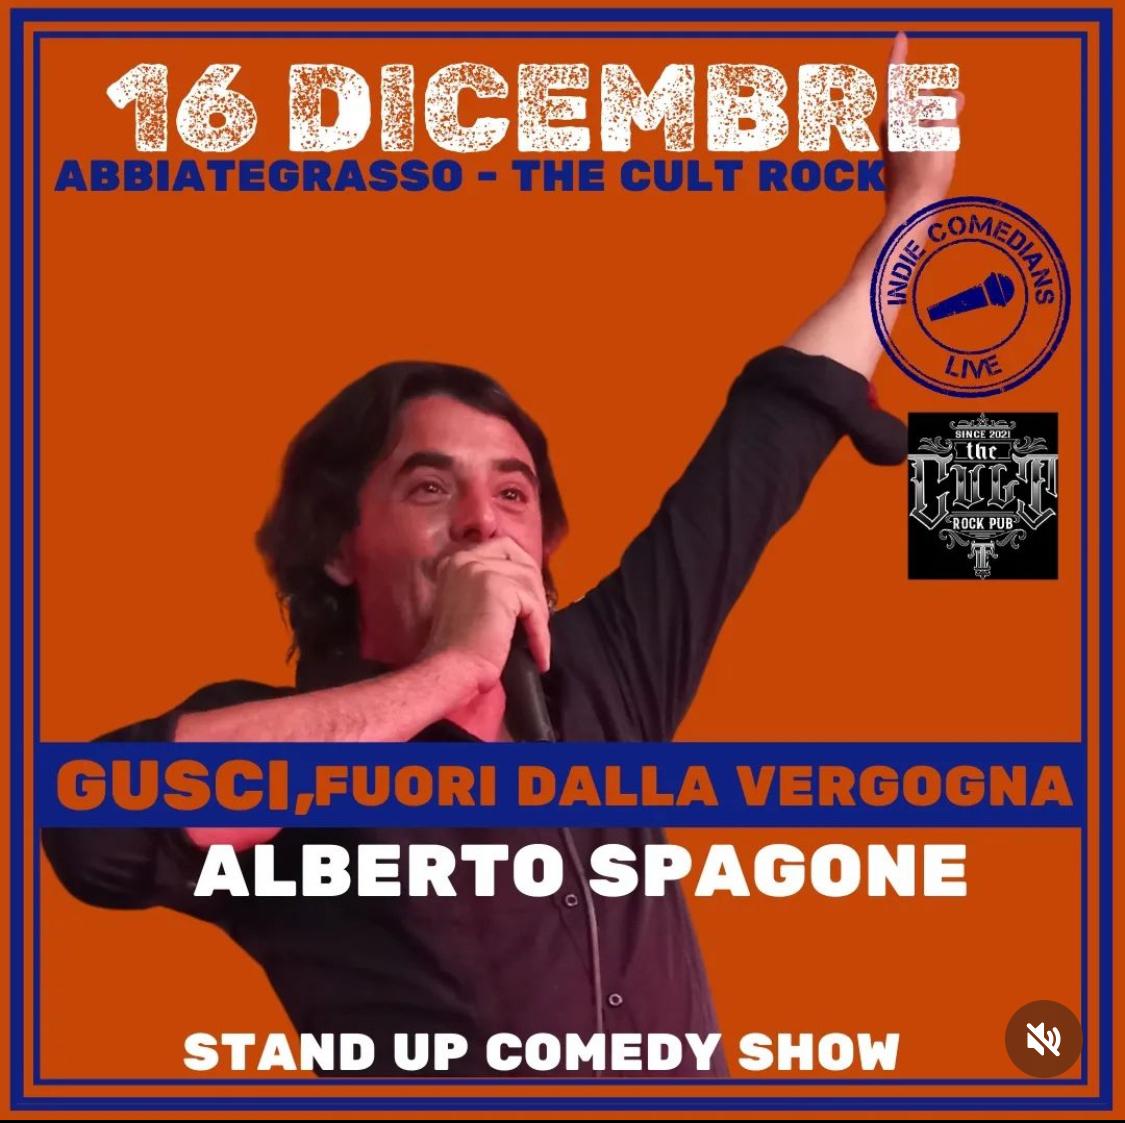 16 DICEMBRE
ABBIATEGRASSO - THE CULT ROCK
INDIE COMEDIANS
LIVE
SINCE 2021
the
CULT
ROCK PUB
GUSCI,FUORI DALLA VERGOGNA
ALBERTO SPAGONE
STAND UP COMEDY SHOW